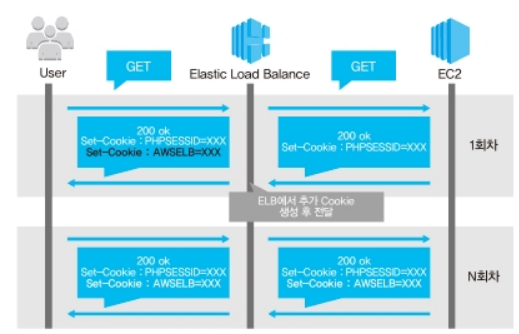 User
GET
Elastic Load Balance
GET
EC2
200 ok
Set-Cookie : PHPSESSID=XXX
Set-Cookie : AWSELB=XXX
200 ok
Set-Cookie : PHPSESSID=XXX
1회차
ELB에서 추가 Cookie
생성 후 전달
200 ok
Set-Cookie : PHPSESSID=XXX
Set-Cookie : AWSELB=XXX
200 ok
Set-Cookie : PHPSESSID=XXX
Set-Cookie : AWSELB=XXX
N회차